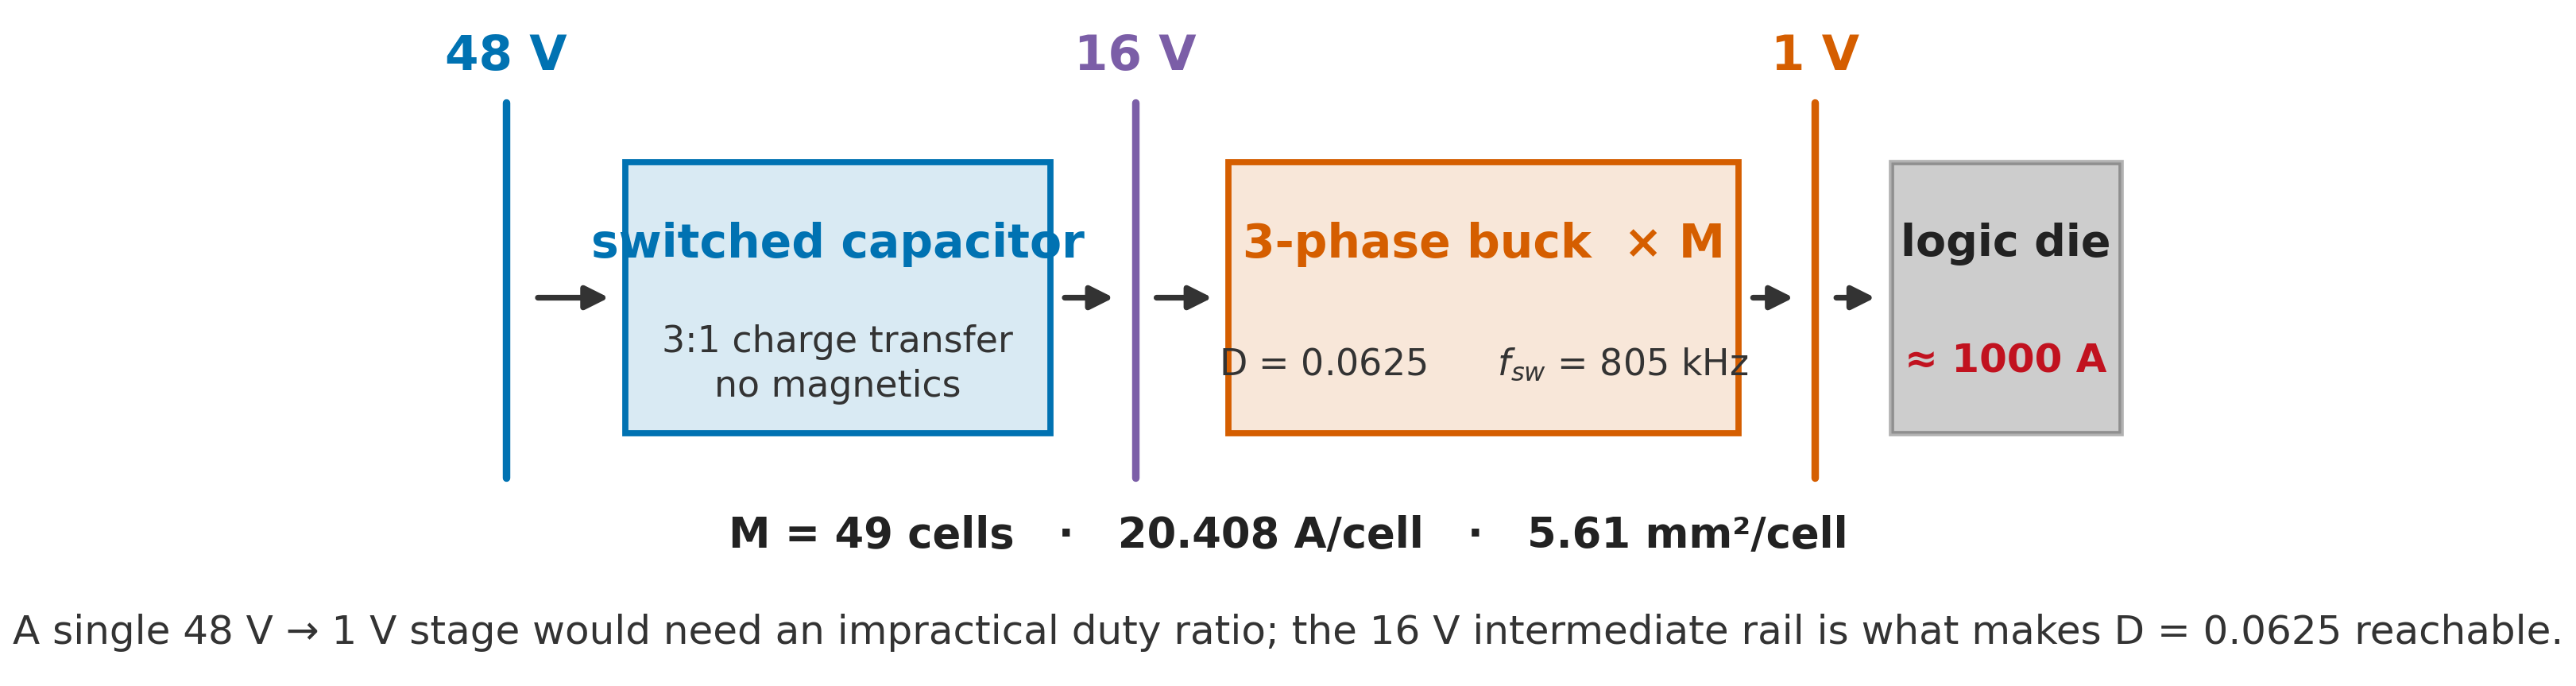 48 V
16 V
1 V
switched capacitor
3:1 charge transfer
no magnetics
3-phase buck × M
D = 0.0625 f_sw = 805 kHz
logic die
≈ 1000 A
M = 49 cells · 20.408 A/cell · 5.61 mm²/cell
A single 48 V → 1 V stage would need an impractical duty ratio; the 16 V intermediate rail is what makes D = 0.0625 reachable.